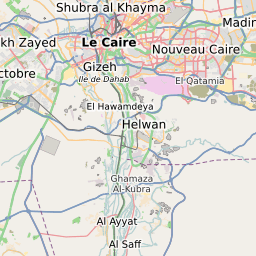 Shubra al Khayma
Madin
kh Zayed
Le Caire
Nouveau Caire
Gizeh
Ile de Dahab
octobre
El Qatamia
El Hawamdeya
Helwan
Ghamaza
Al-Kubra
Al Ayyat
Al Saff